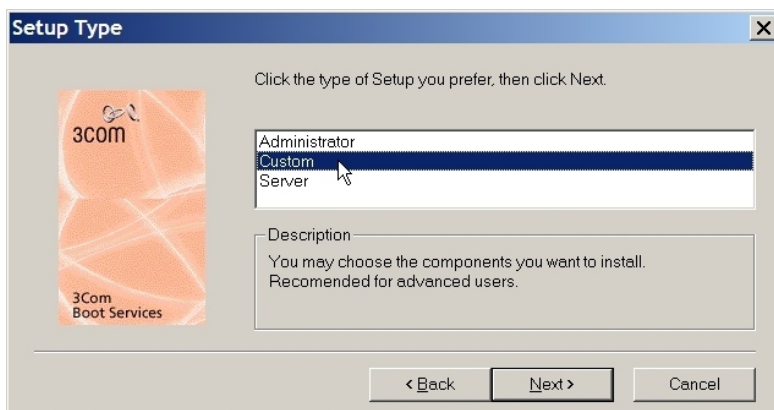 Setup Type
Click the type of Setup you prefer, then click Next.
3COM
Administrator
Custom
Server
Description
You may choose the components you want to install.
Recomended for advanced users.
3Com
Boot Services
< Back
Next >
Cancel